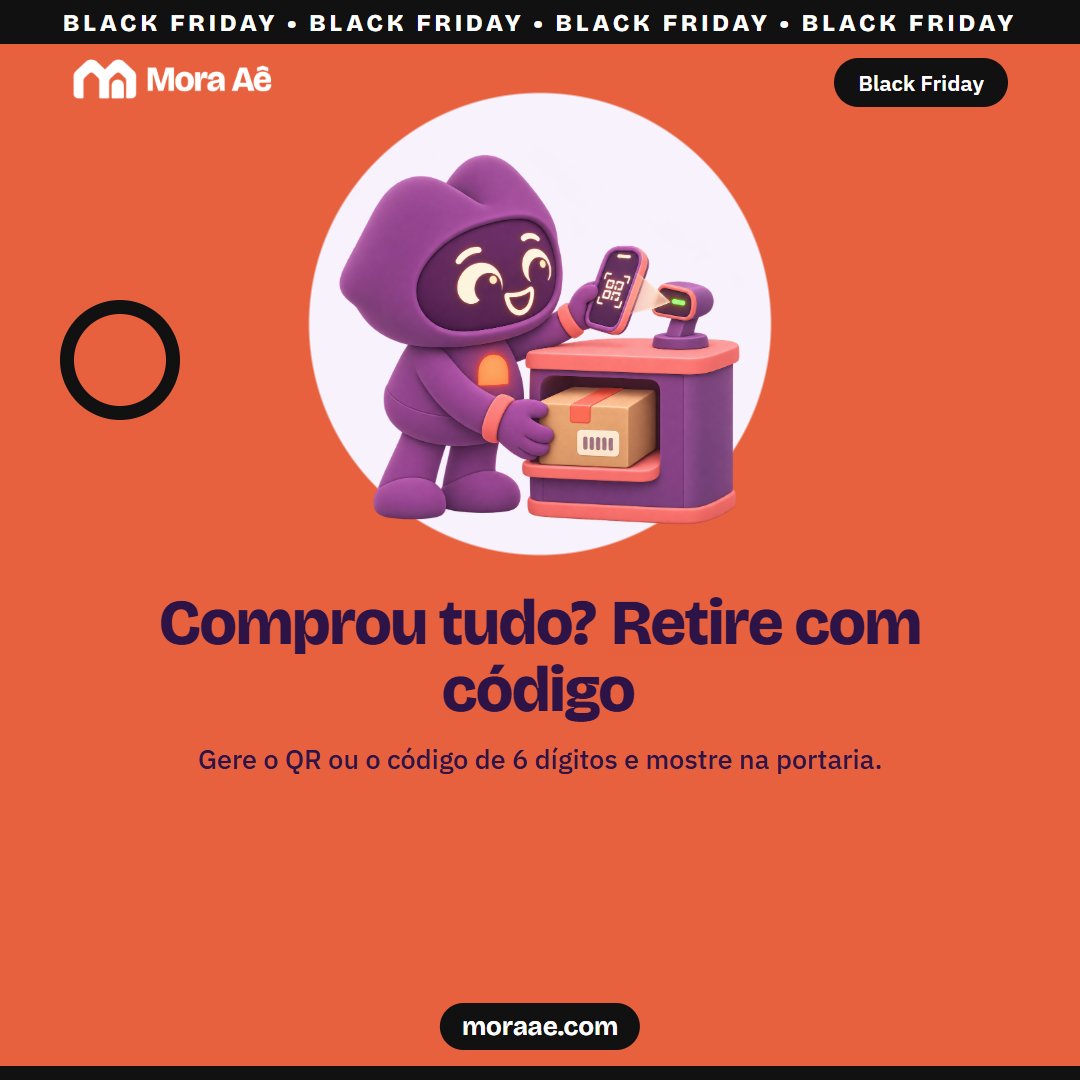 BLACK FRIDAY • BLACK FRIDAY • BLACK FRIDAY • BLACK FRIDAY
Mora Aê
Black Friday
Comprou tudo? Retire com
código
Gere o QR ou o código de 6 dígitos e mostre na portaria.
moraae.com